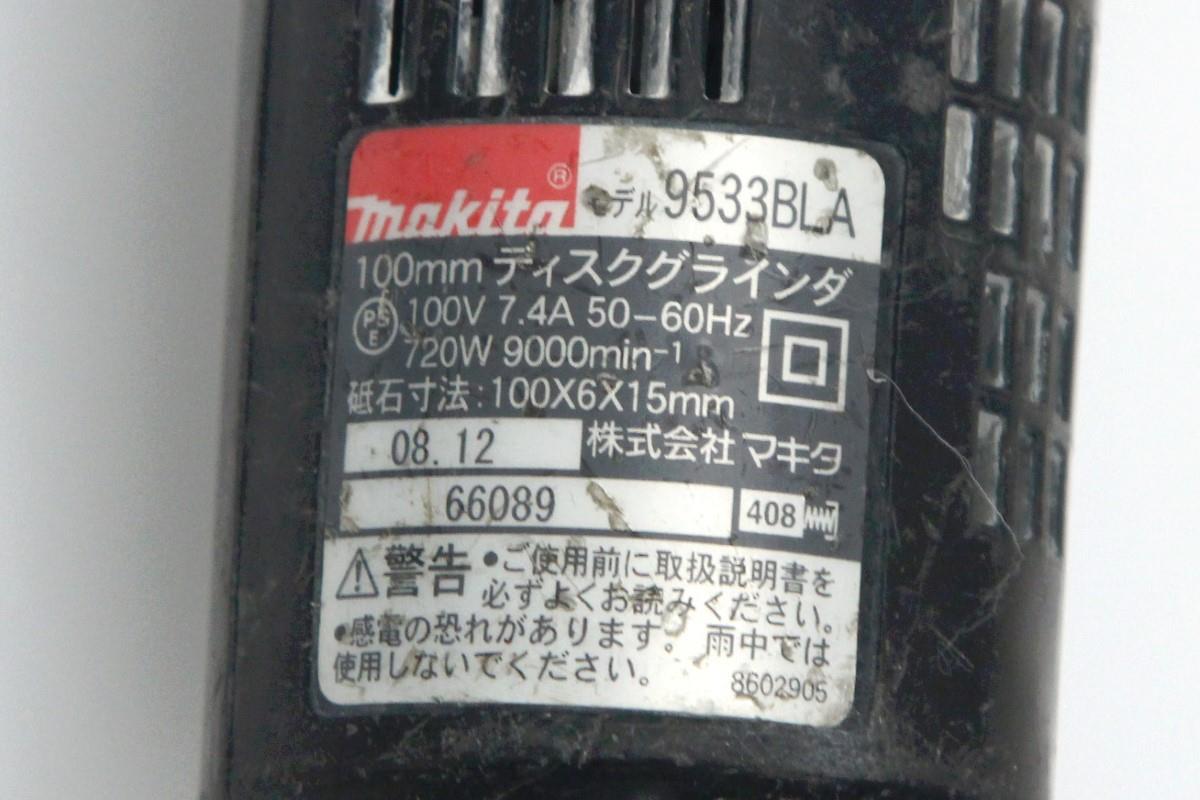 makita®
モデル 9533BLA
100mm ディスクグラインダ
PSE 100V 7.4A 50-60Hz
720W 9000min-1
砥石寸法:100X6X15mm
08.12 株式会社 マキタ
66089 408
警告 •ご使用前に取扱説明書を
必ずよくお読みください。
•感電の恐れがあります。 雨中では
使用しないでください。
8602905